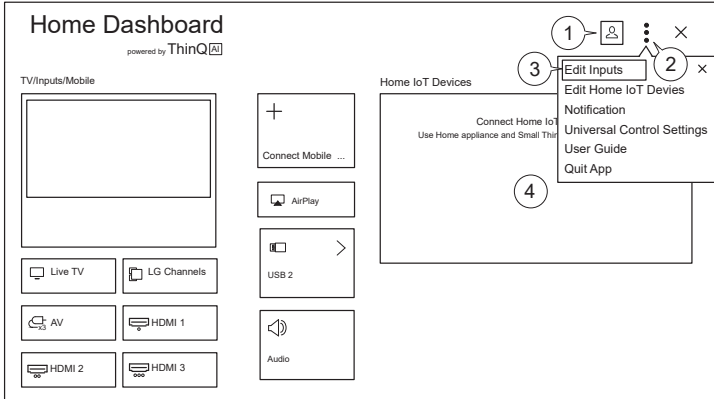 Home Dashboard
powered by ThinQ AI
1
2
3
Edit Inputs
Edit Home IoT Devies
Notification
Universal Control Settings
User Guide
Quit App
TV/Inputs/Mobile
Home IoT Devices
Connect Mobile ...
Connect Home IoT
Use Home appliance and Small Thin
4
AirPlay
USB 2
Live TV
LG Channels
x3 AV
HDMI 1
Audio
HDMI 2
HDMI 3